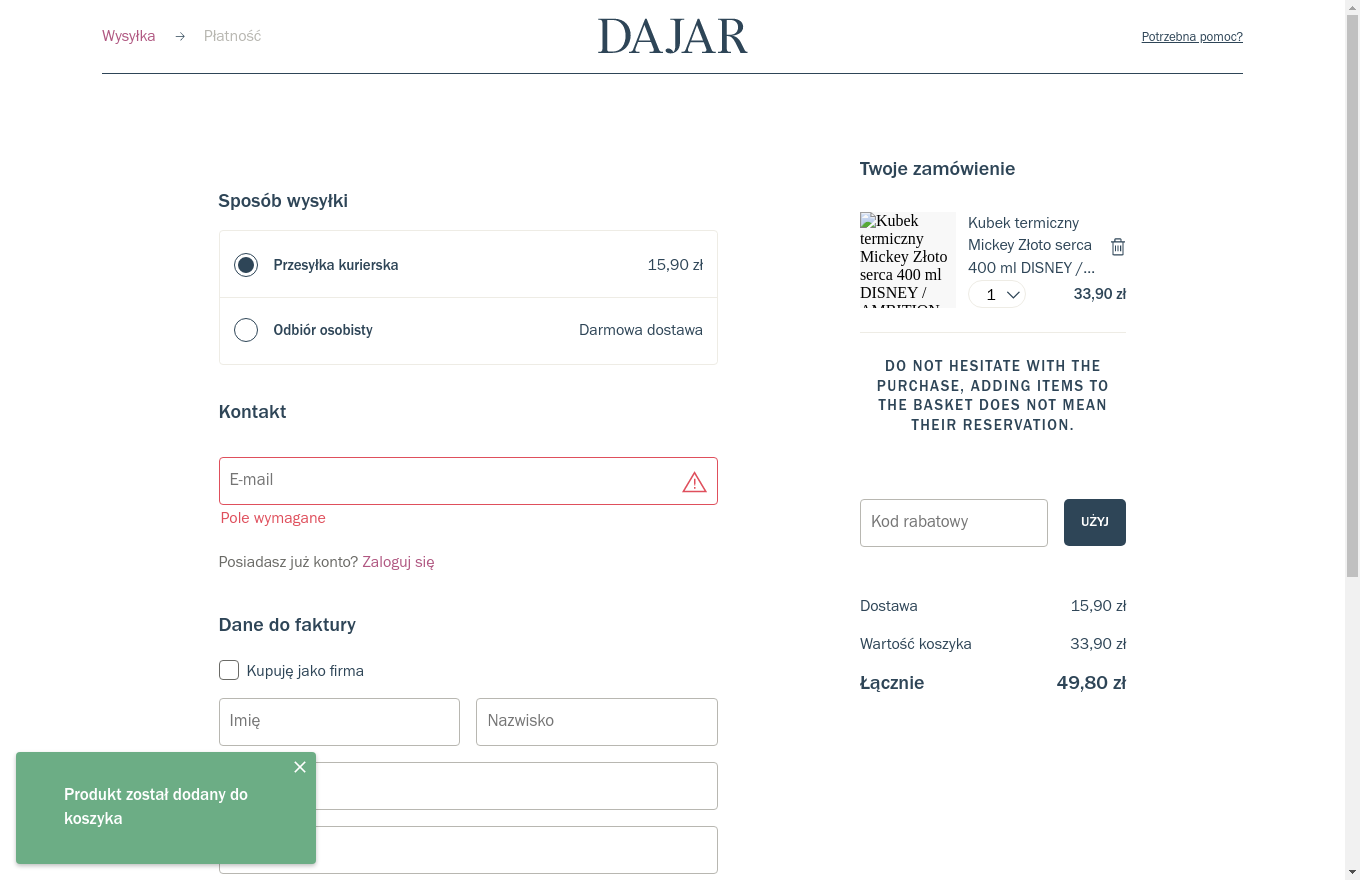 Wysyłka → Płatność
DAJAR
Potrzebna pomoc?
Sposób wysyłki
Przesyłka kurierska 15,90 zł
Odbiór osobisty Darmowa dostawa
Kontakt
E-mail
Pole wymagane
Posiadasz już konto? Zaloguj się
Dane do faktury
Kupuję jako firma
Imię Nazwisko
Produkt został dodany do
koszyka
Twoje zamówienie
Kubek
termiczny
Mickey Złoto
serca 400 ml
DISNEY /
AMBITION
Kubek termiczny
Mickey Złoto serca
400 ml DISNEY /...
1 33,90 zł
DO NOT HESITATE WITH THE
PURCHASE, ADDING ITEMS TO
THE BASKET DOES NOT MEAN
THEIR RESERVATION.
Kod rabatowy UŻYJ
Dostawa 15,90 zł
Wartość koszyka 33,90 zł
Łącznie 49,80 zł